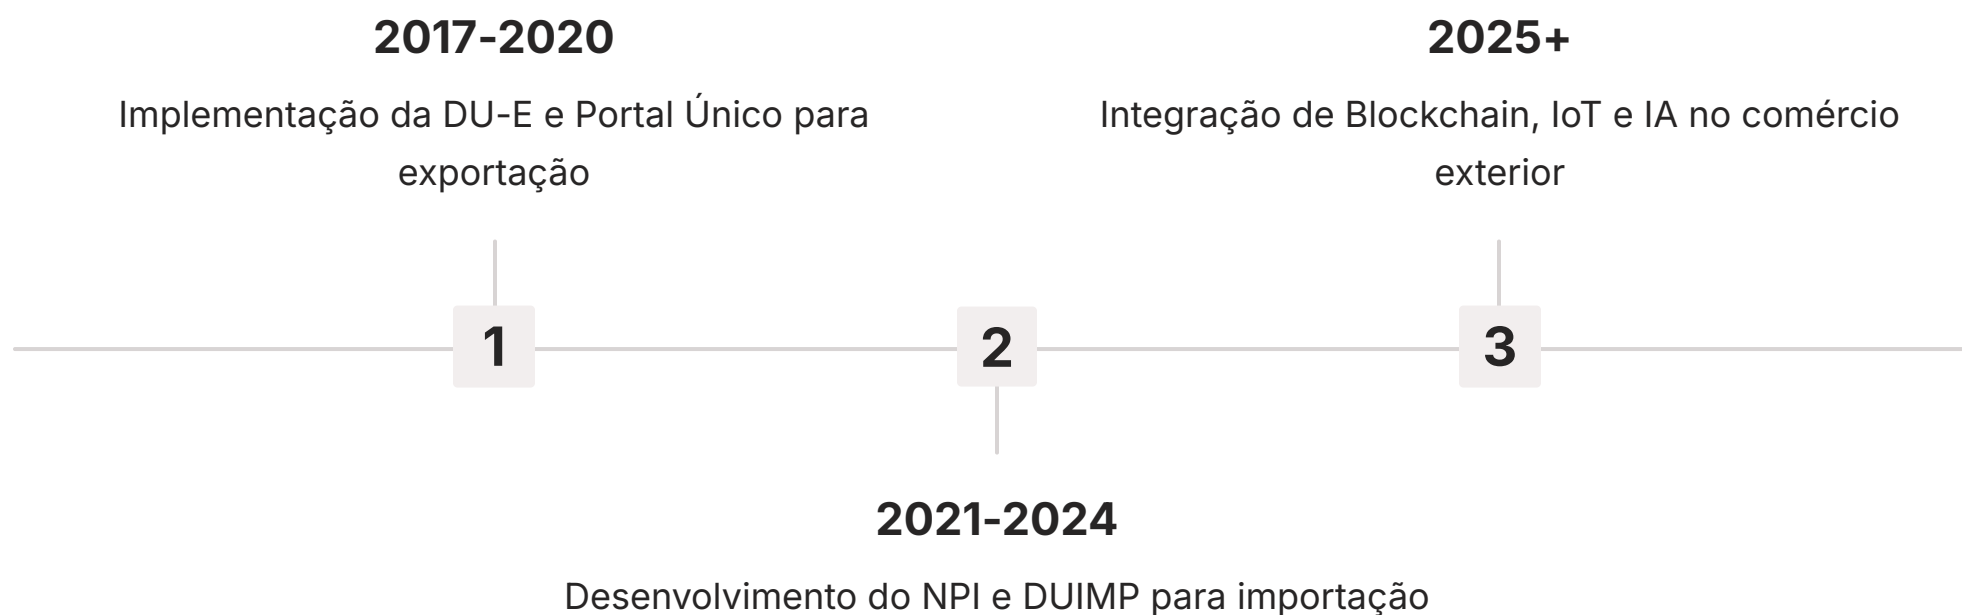 2017-2020
Implementação da DU-E e Portal Único para
exportação
2025+
Integração de Blockchain, IoT e IA no comércio
exterior
1
2
3
2021-2024
Desenvolvimento do NPI e DUIMP para importação